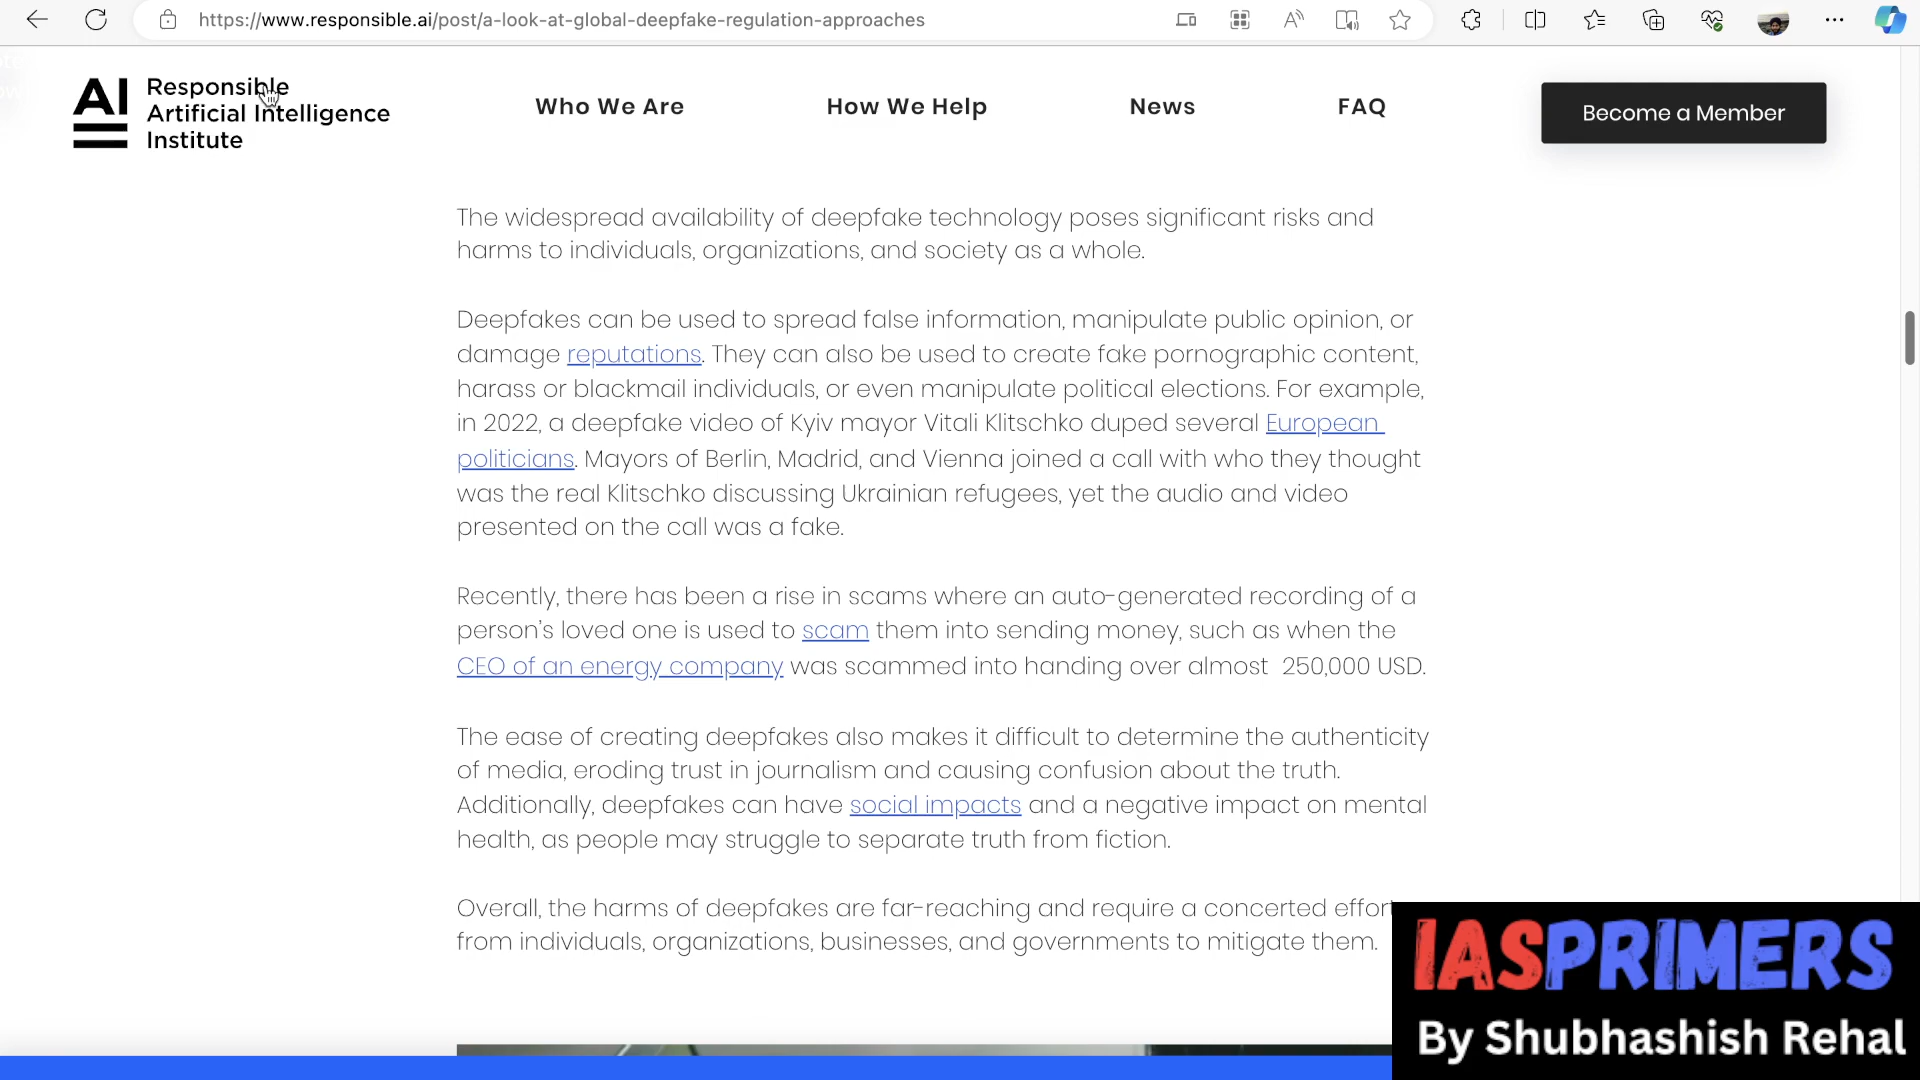 https://www.responsible.ai/post/a-look-at-global-deepfake-regulation-approaches
AI Responsible
Artificial Intelligence
Institute
Who We Are
How We Help
News
FAQ
Become a Member
The widespread availability of deepfake technology poses significant risks and
harms to individuals, organizations, and society as a whole.
Deepfakes can be used to spread false information, manipulate public opinion, or
damage reputations. They can also be used to create fake pornographic content,
harass or blackmail individuals, or even manipulate political elections. For example,
in 2022, a deepfake video of Kyiv mayor Vitali Klitschko duped several European
politicians. Mayors of Berlin, Madrid, and Vienna joined a call with who they thought
was the real Klitschko discussing Ukrainian refugees, yet the audio and video
presented on the call was a fake.
Recently, there has been a rise in scams where an auto-generated recording of a
person's loved one is used to scam them into sending money, such as when the
CEO of an energy company was scammed into handing over almost 250,000 USD.
The ease of creating deepfakes also makes it difficult to determine the authenticity
of media, eroding trust in journalism and causing confusion about the truth.
Additionally, deepfakes can have social impacts and a negative impact on mental
health, as people may struggle to separate truth from fiction.
Overall, the harms of deepfakes are far-reaching and require a concerted effort
from individuals, organizations, businesses, and governments to mitigate them.
IASPRIMERS
By Shubhashish Rehal